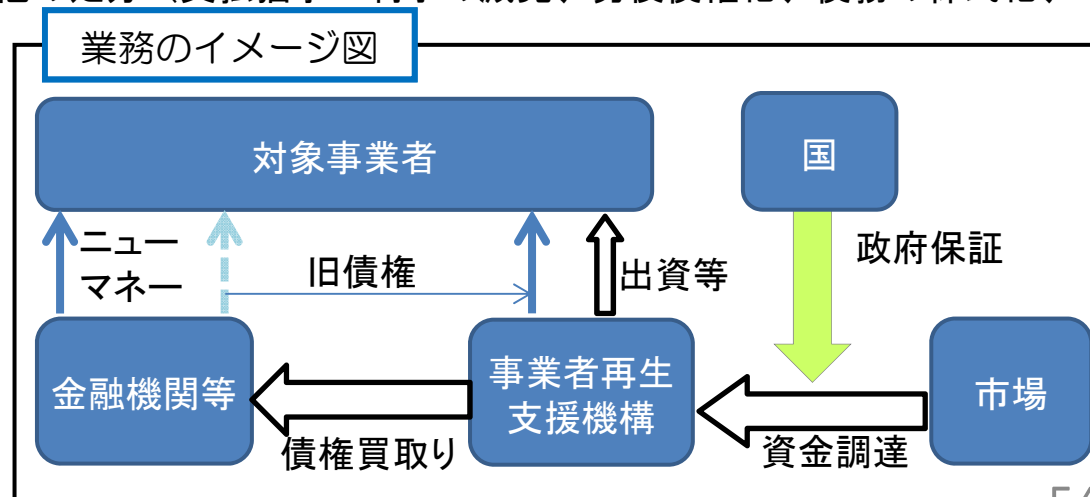 業務のイメージ図
対象事業者
国
ニュー
マネー
旧債権
出資等
政府保証
金融機関等
事業者再生
支援機構
市場
債権買取り
資金調達